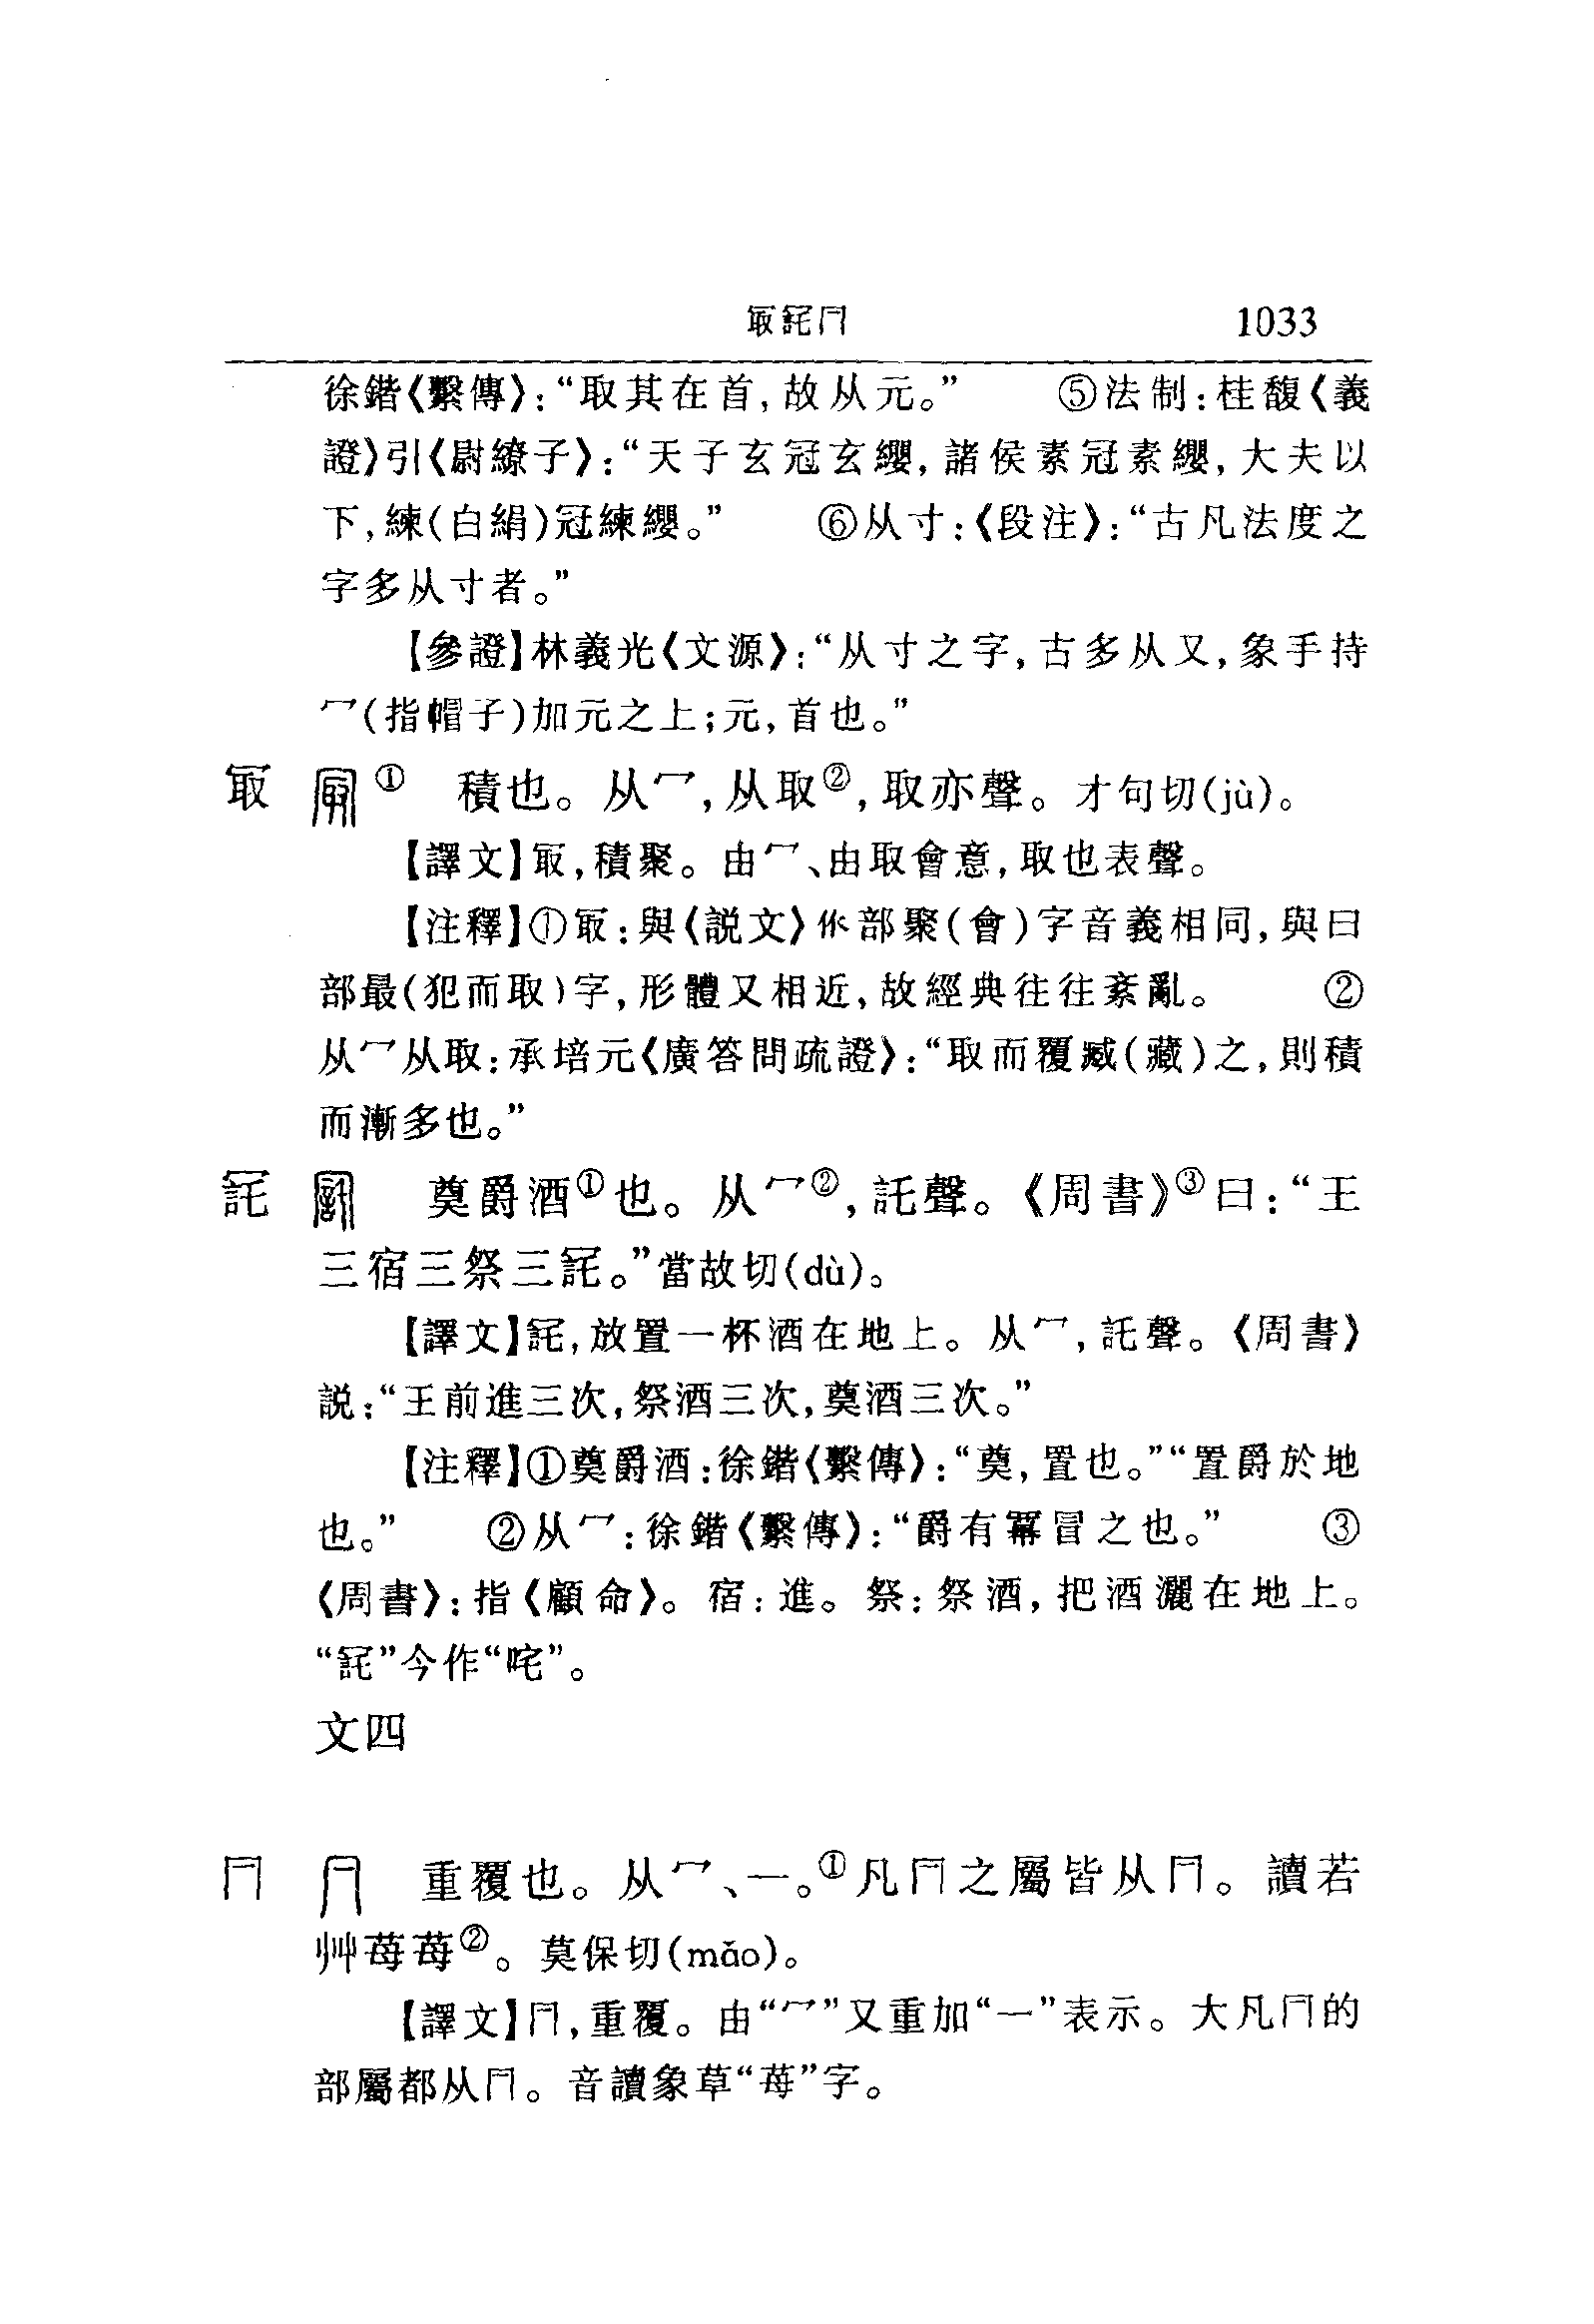 冣𧧻冃 1033
徐鍇《繫傳》：“取其在首，故从元。” ⑤法制：桂馥《義
證》引《尉繚子》：“天子玄冠玄纓，諸侯素冠素纓，大夫以
下，練(白絹)冠練纓。” ⑥从寸：《段注》：“古凡法度之
字多从寸者。”
【參證】林義光《文源》：“从寸之字，古多从又，象手持
冖(指帽子)加元之上；元，首也。”
冣 ① 積也。从冖，从取②，取亦聲。才句切(jù)。
【譯文】冣，積聚。由冖、由取會意，取也表聲。
【注釋】①冣：與《説文》㐺部聚(會)字音義相同，與曰
部最(犯而取)字，形體又相近，故經典往往紊亂。 ②
从冖从取：承培元《廣答問疏證》：“取而覆臧(藏)之，則積
而漸多也。”
𧧻 奠爵酒①也。从冖②，託聲。《周書》③曰：“王
三宿三祭三𧧻。”當故切(dù)。
【譯文】𧧻，放置一杯酒在地上。从冖，託聲。《周書》
説：“王前進三次，祭酒三次，奠酒三次。”
【注釋】①奠爵酒：徐鍇《繫傳》：“奠，置也。”“置爵於地
也。” ②从冖：徐鍇《繫傳》：“爵有冪冒之也。” ③
《周書》：指《顧命》。宿：進。祭：祭酒，把酒灑在地上。
“𧧻”今作“咤”。
文四
冃 重覆也。从冖、一。①凡冃之屬皆从冃。讀若
艸苺苺②。莫保切(mǎo)。
【譯文】冃，重覆。由“冖”又重加“一”表示。大凡冃的
部屬都从冃。音讀象草“苺”字。